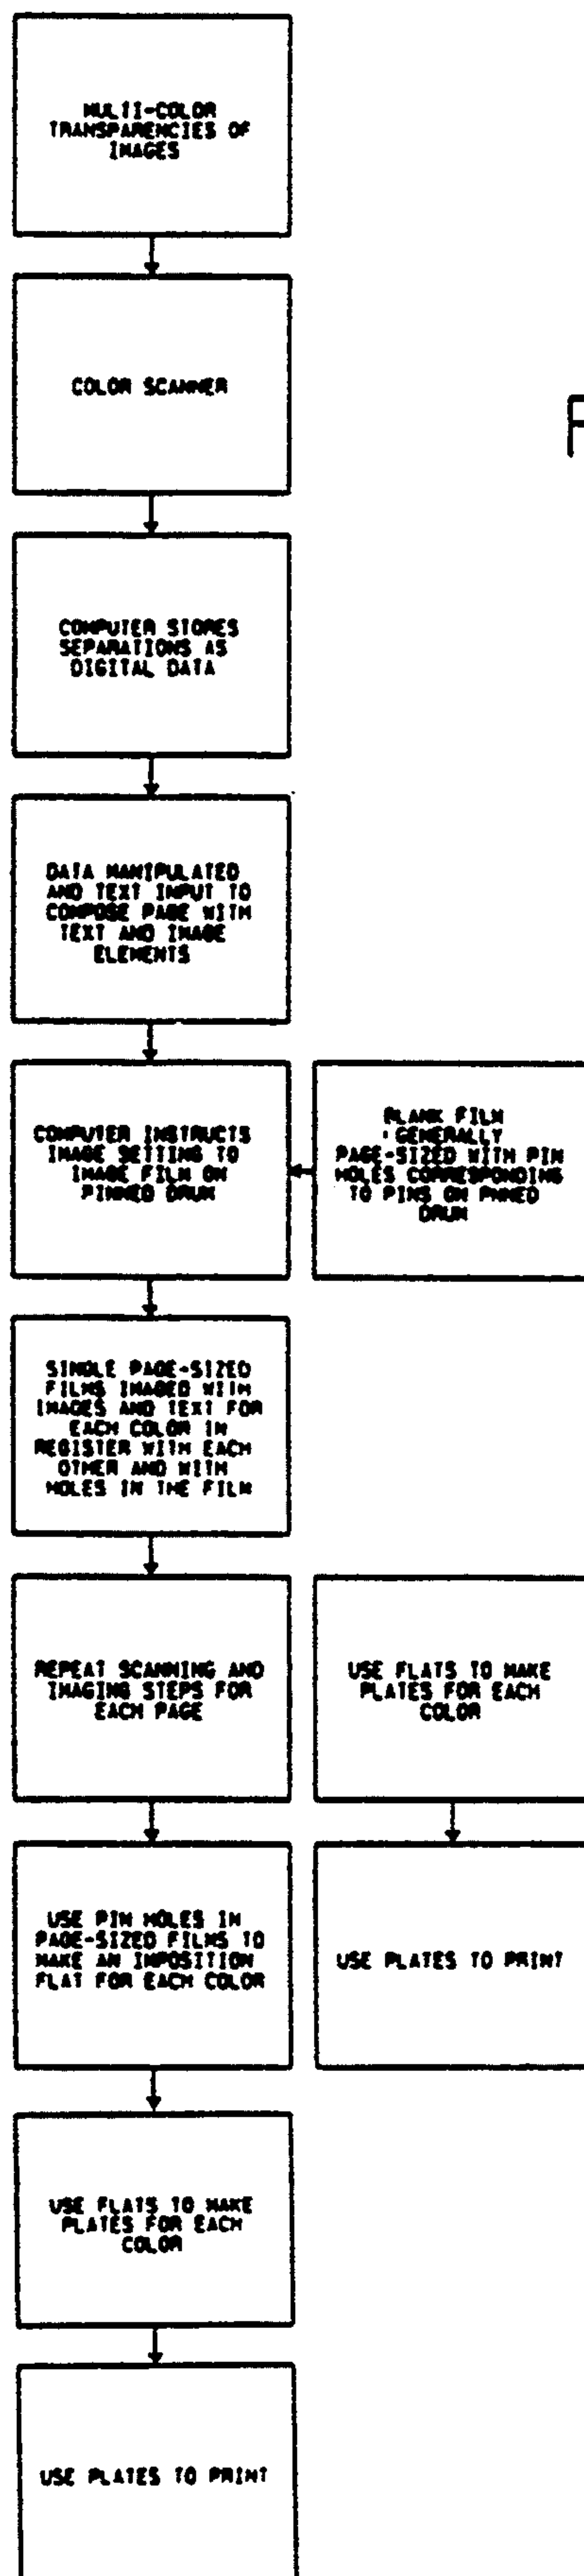 MULTI-COLOR
TRANSPARENCIES OF
IMAGES
COLOR SCANNER
COMPUTER STORES
SEPARATIONS AS
DIGITAL DATA
DATA MANIPULATED
AND TEXT INPUT TO
COMPOSE PAGE WITH
TEXT AND IMAGE
ELEMENTS
COMPUTER INSTRUCTS
IMAGE SETTING TO
IMAGE FILM ON
PINNED DRUM
BLANK FILM
- GENERALLY
PAGE-SIZED WITH PIN
HOLES CORRESPONDING
TO PINS ON PNNED
DRUM
SINGLE PAGE-SIZED
FILMS IMAGED WITH
IMAGES AND TEXT FOR
EACH COLOR IN
REGISTER WITH EACH
OTHER AND WITH
HOLES IN THE FILM
REPEAT SCANNING AND
IMAGING STEPS FOR
EACH PAGE
USE FLATS TO MAKE
PLATES FOR EACH
COLOR
USE PIN HOLES IN
PAGE-SIZED FILMS TO
MAKE AN IMPOSITION
FLAT FOR EACH COLOR
USE PLATES TO PRINT
USE FLATS TO MAKE
PLATES FOR EACH
COLOR
USE PLATES TO PRINT